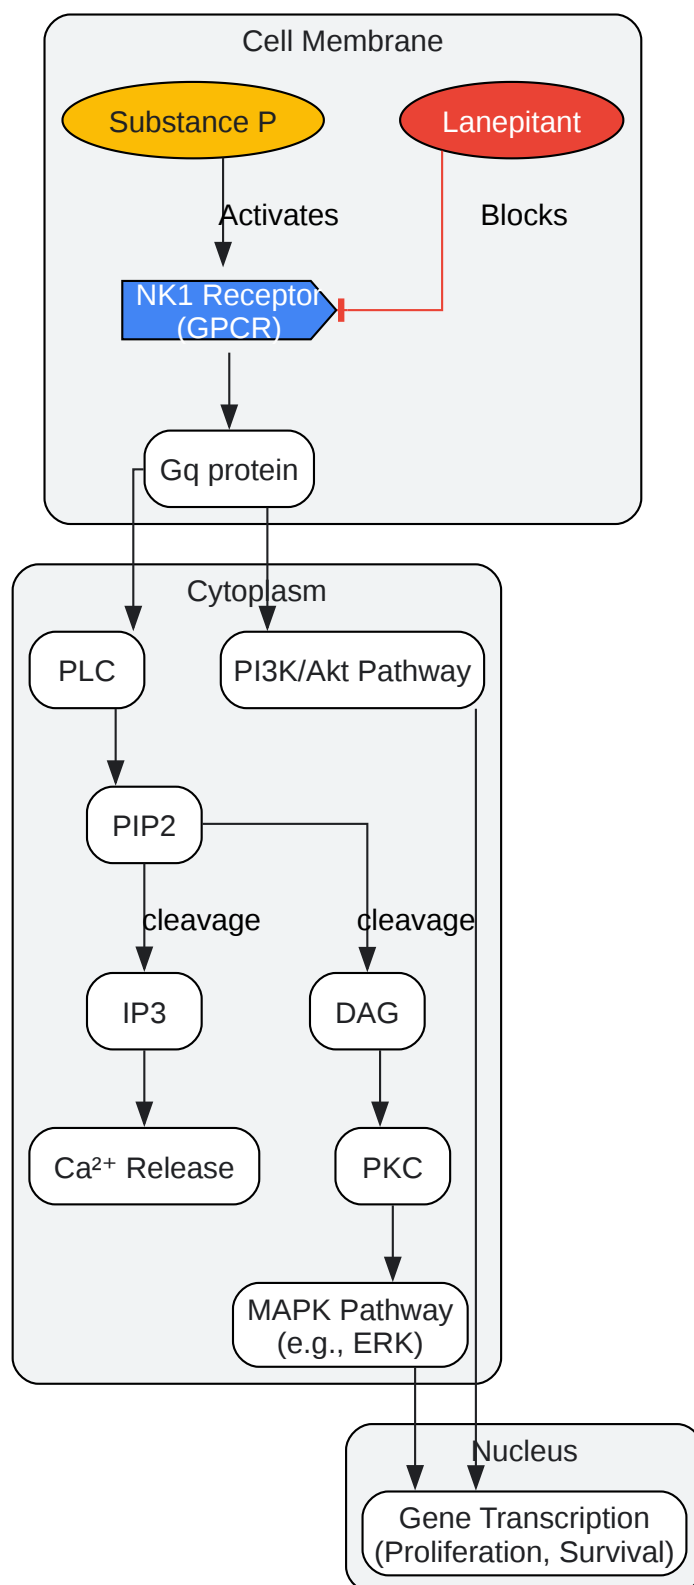 Cell Membrane
Substance P
Lanepitant
Activates
Blocks
NK1 Receptor
(GPCR)
Gq protein
Cytoplasm
PLC
PI3K/Akt Pathway
PIP2
cleavage
cleavage
IP3
DAG
Ca²⁺ Release
PKC
MAPK Pathway
(e.g., ERK)
Nucleus
Gene Transcription
(Proliferation, Survival)